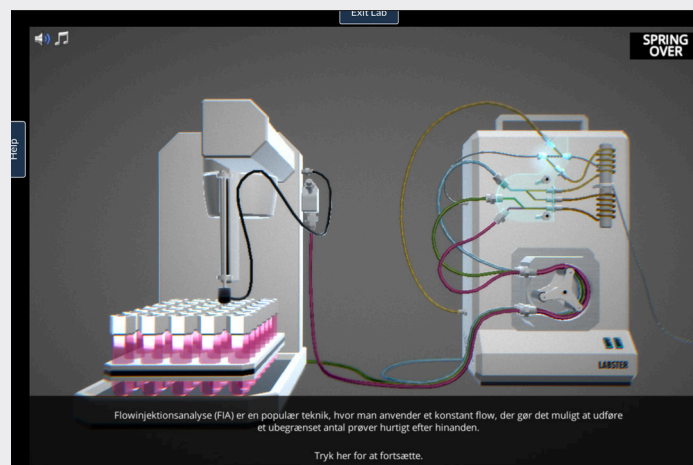 Exit Lab
SPRING
OVER
Help
LABSTER
Flowinjektionsanalyse (FIA) er en populær teknik, hvor man anvender et konstant flow, der gør det muligt at udføre
et ubegrænset antal prøver hurtigt efter hinanden.
Tryk her for at fortsætte.